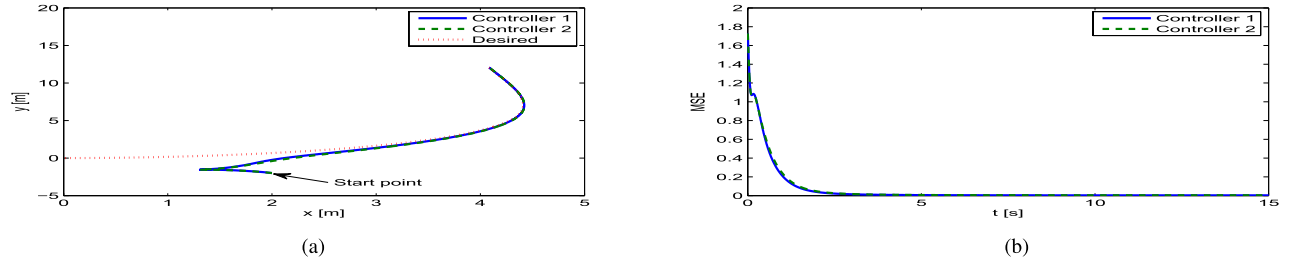 20
15
10
5
0
−5
y [m]
0
1
2
3
4
5
x [m]
Controller 1
Controller 2
Desired
Start point
(a)
2
1.8
1.6
1.4
1.2
1
0.8
0.6
0.4
0.2
0
MSE
0
5
10
15
t [s]
Controller 1
Controller 2
(b)